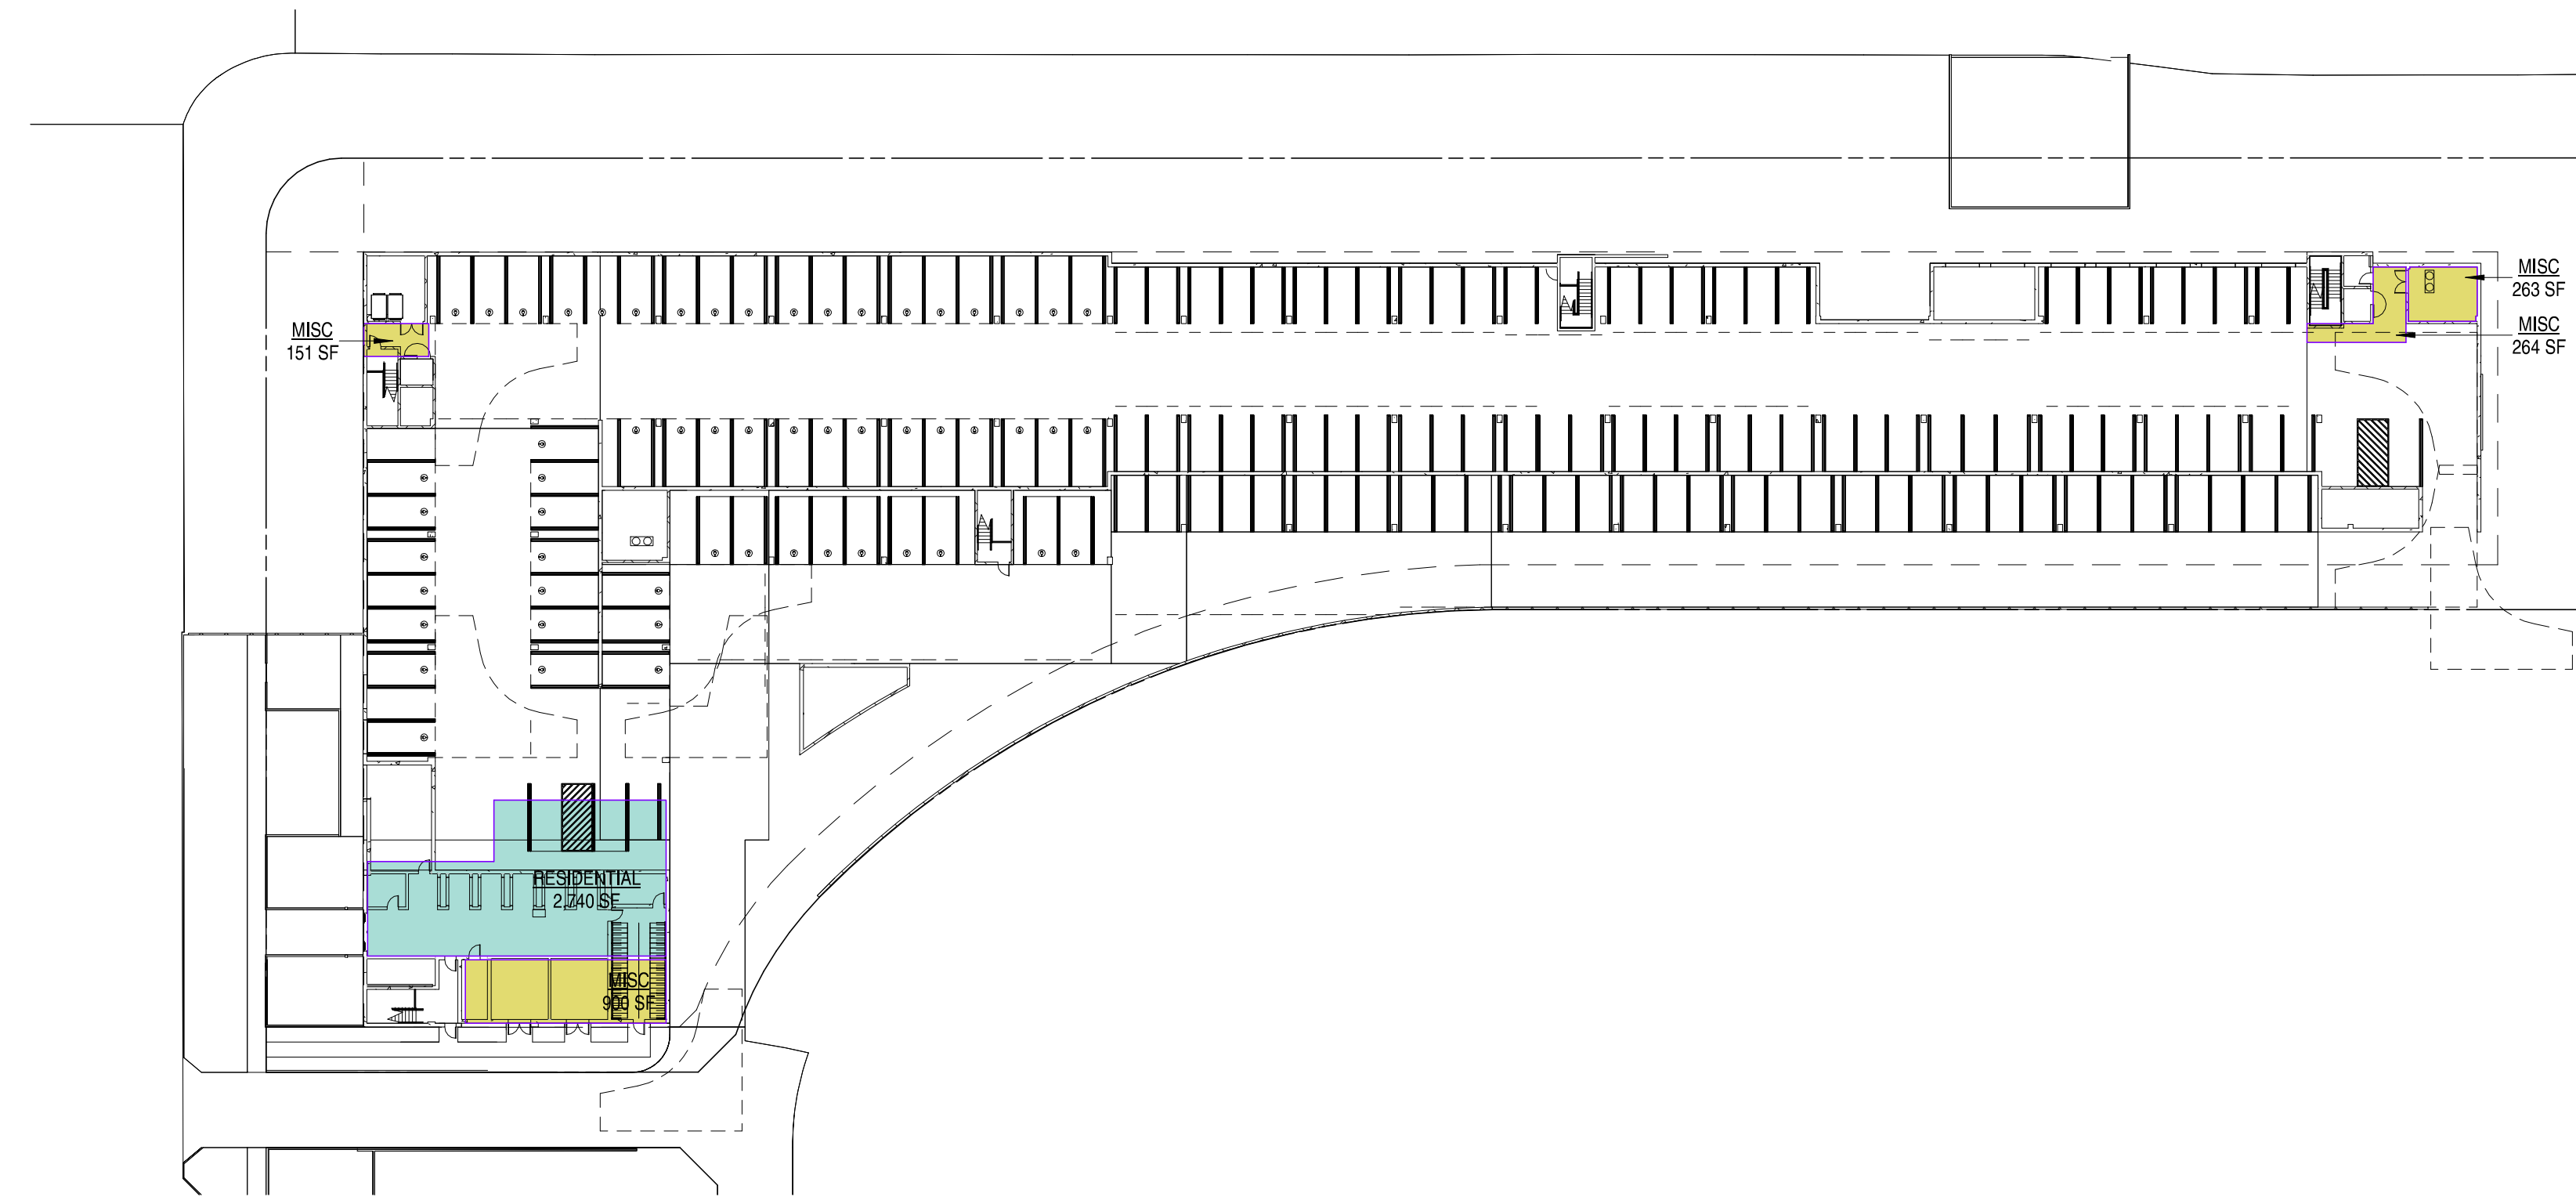 MISC
263 SF
MISC
151 SF
MISC
264 SF
RESIDENTIAL
2,740 SF
MISC
900 SF